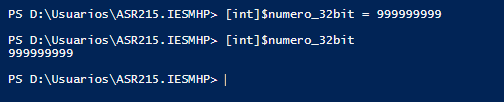 PS D:\Usuarios\ASR215.IESMHP> [int]$numero_32bit = 999999999
PS D:\Usuarios\ASR215.IESMHP> [int]$numero_32bit
999999999
PS D:\Usuarios\ASR215.IESMHP>